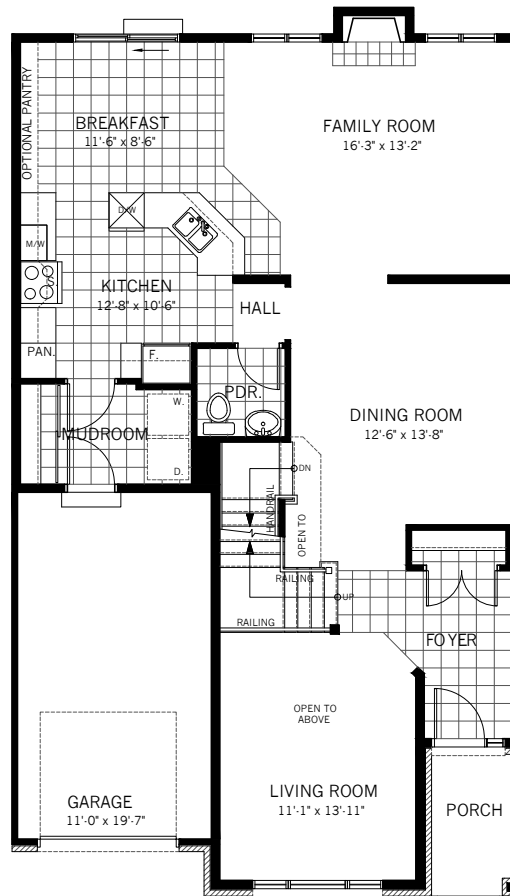 OPTIONAL PANTRY
BREAKFAST
11'-6" x 8'-6"
FAMILY ROOM
16'-3" x 13'-2"
D/W
M/W
KITCHEN
12'-8" x 10'-6"
HALL
PAN.
F.
PDR.
W.
MUDROOM
D.
DINING ROOM
12'-6" x 13'-8"
DN
HANDRAIL
OPEN TO
RAILING
UP
RAILING
FOYER
OPEN TO
ABOVE
LIVING ROOM
11'-1" x 13'-11"
GARAGE
11'-0" x 19'-7"
PORCH